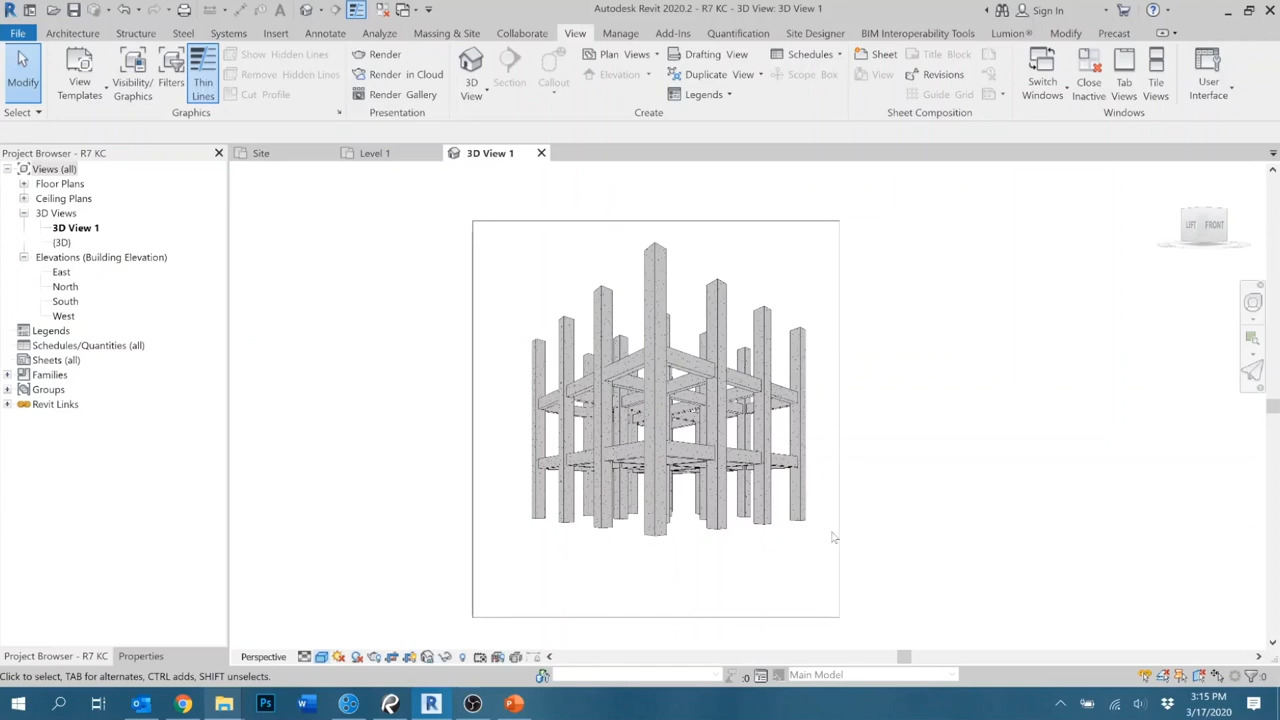 Autodesk Revit 2020.2 - R7 KC - 3D View: 3D View 1
Sign In
File Architecture Structure Steel Systems Insert Annotate Analyze Massing & Site Collaborate View Manage Add-Ins Quantification Site Designer BIM Interoperability Tools Lumion® Modify Precast
Modify
View Templates
Visibility/ Graphics
Filters
Thin Lines
Show Hidden Lines
Remove Hidden Lines
Cut Profile
Render
Render in Cloud
Render Gallery
3D View
Section
Callout
Plan Views
Elevation
Drafting View
Duplicate View
Legends
Schedules
Scope Box
Sheet
View
Title Block
Revisions
Guide Grid
Switch Windows
Close Inactive
Tab Views
Tile Views
User Interface
Select Graphics Presentation Create Sheet Composition Windows
Project Browser - R7 KC
Site
Level 1
3D View 1
Views (all)
Floor Plans
Ceiling Plans
3D Views
3D View 1
{3D}
Elevations (Building Elevation)
East
North
South
West
Legends
Schedules/Quantities (all)
Sheets (all)
Families
Groups
Revit Links
LEFT FRONT
Project Browser - R7 KC Properties
Perspective
Click to select, TAB for alternates, CTRL adds, SHIFT unselects.
:0
Main Model
:0
3:15 PM
3/17/2020